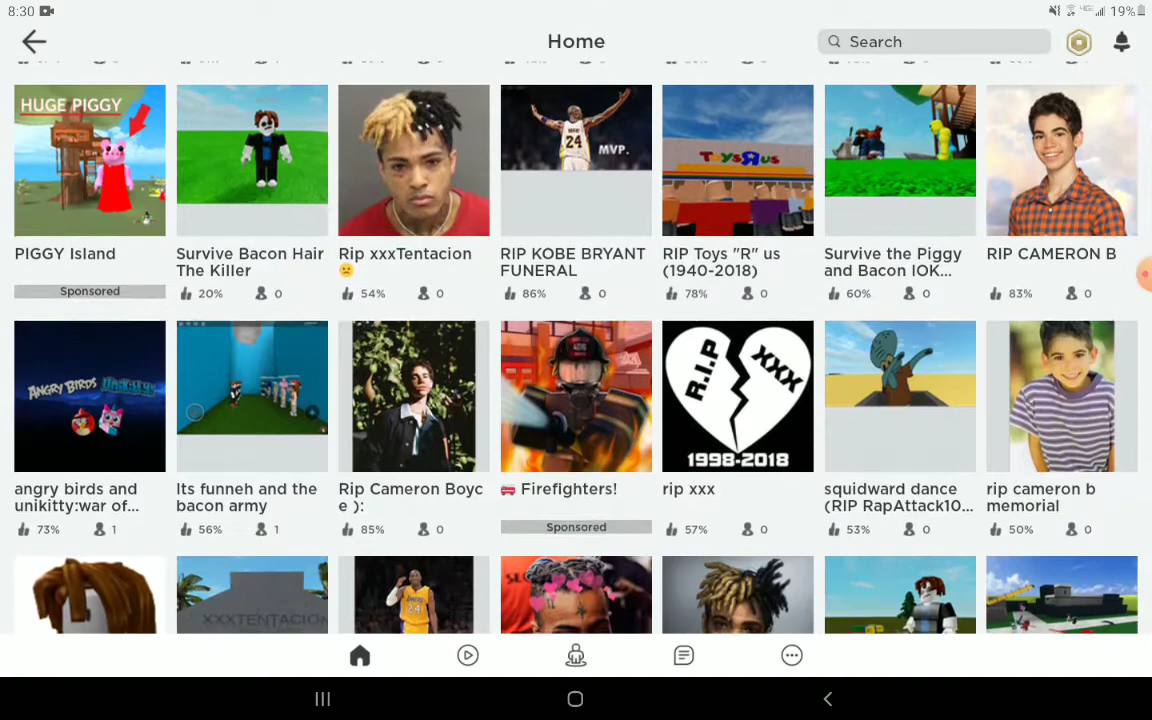 8:30
19%
Home
Search
HUGE PIGGY
24
MVP.
TOYS"R"US
PIGGY Island
Survive Bacon Hair
The Killer
Rip xxxTentacion
RIP KOBE BRYANT
FUNERAL
RIP Toys "R" us
(1940-2018)
Survive the Piggy
and Bacon !OK...
RIP CAMERON B
Sponsored
20%
0
54%
0
86%
0
78%
0
60%
0
83%
0
ANGRY BIRDS UNIKITTY
R.I.P
XXX
1998-2018
angry birds and
unikitty:war of...
Its funneh and the
bacon army
Rip Cameron Boyc
e ):
Firefighters!
rip xxx
squidward dance
(RIP RapAttack10...
rip cameron b
memorial
73%
1
56%
1
85%
0
Sponsored
57%
0
53%
0
50%
0
XXXTENTACION
24